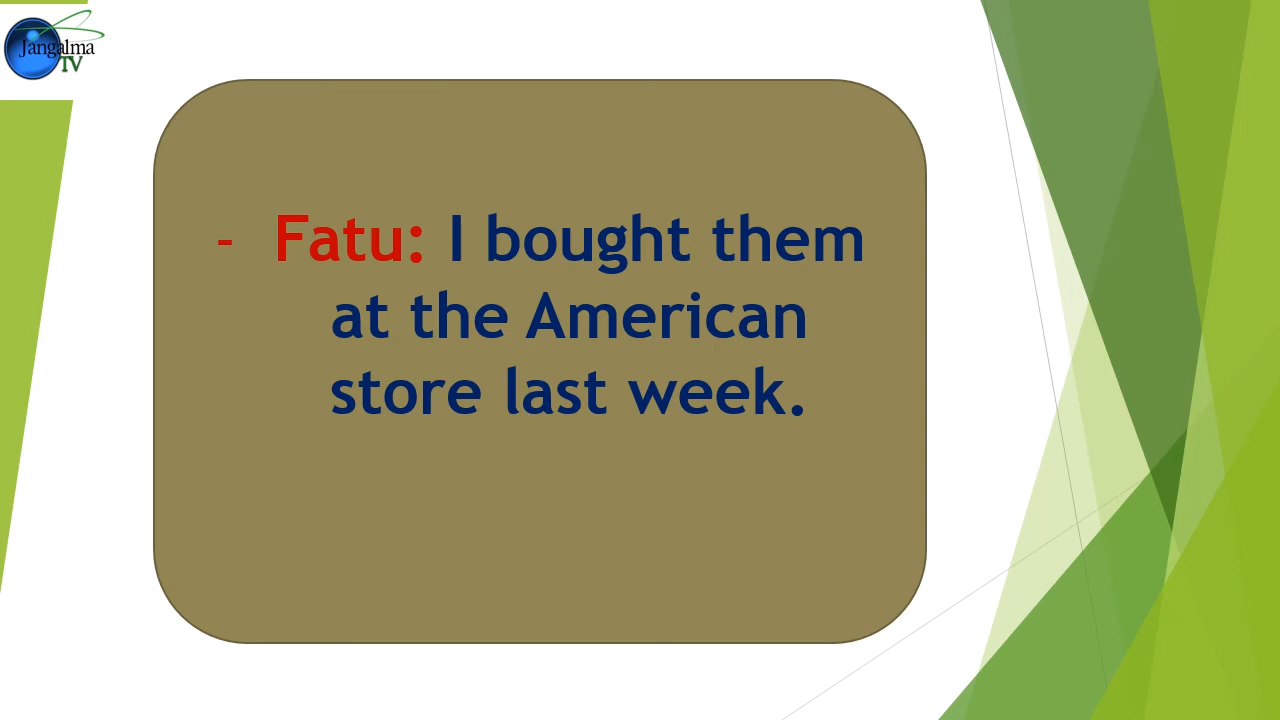 Jangalma
TV
- Fatu: I bought them
at the American
store last week.